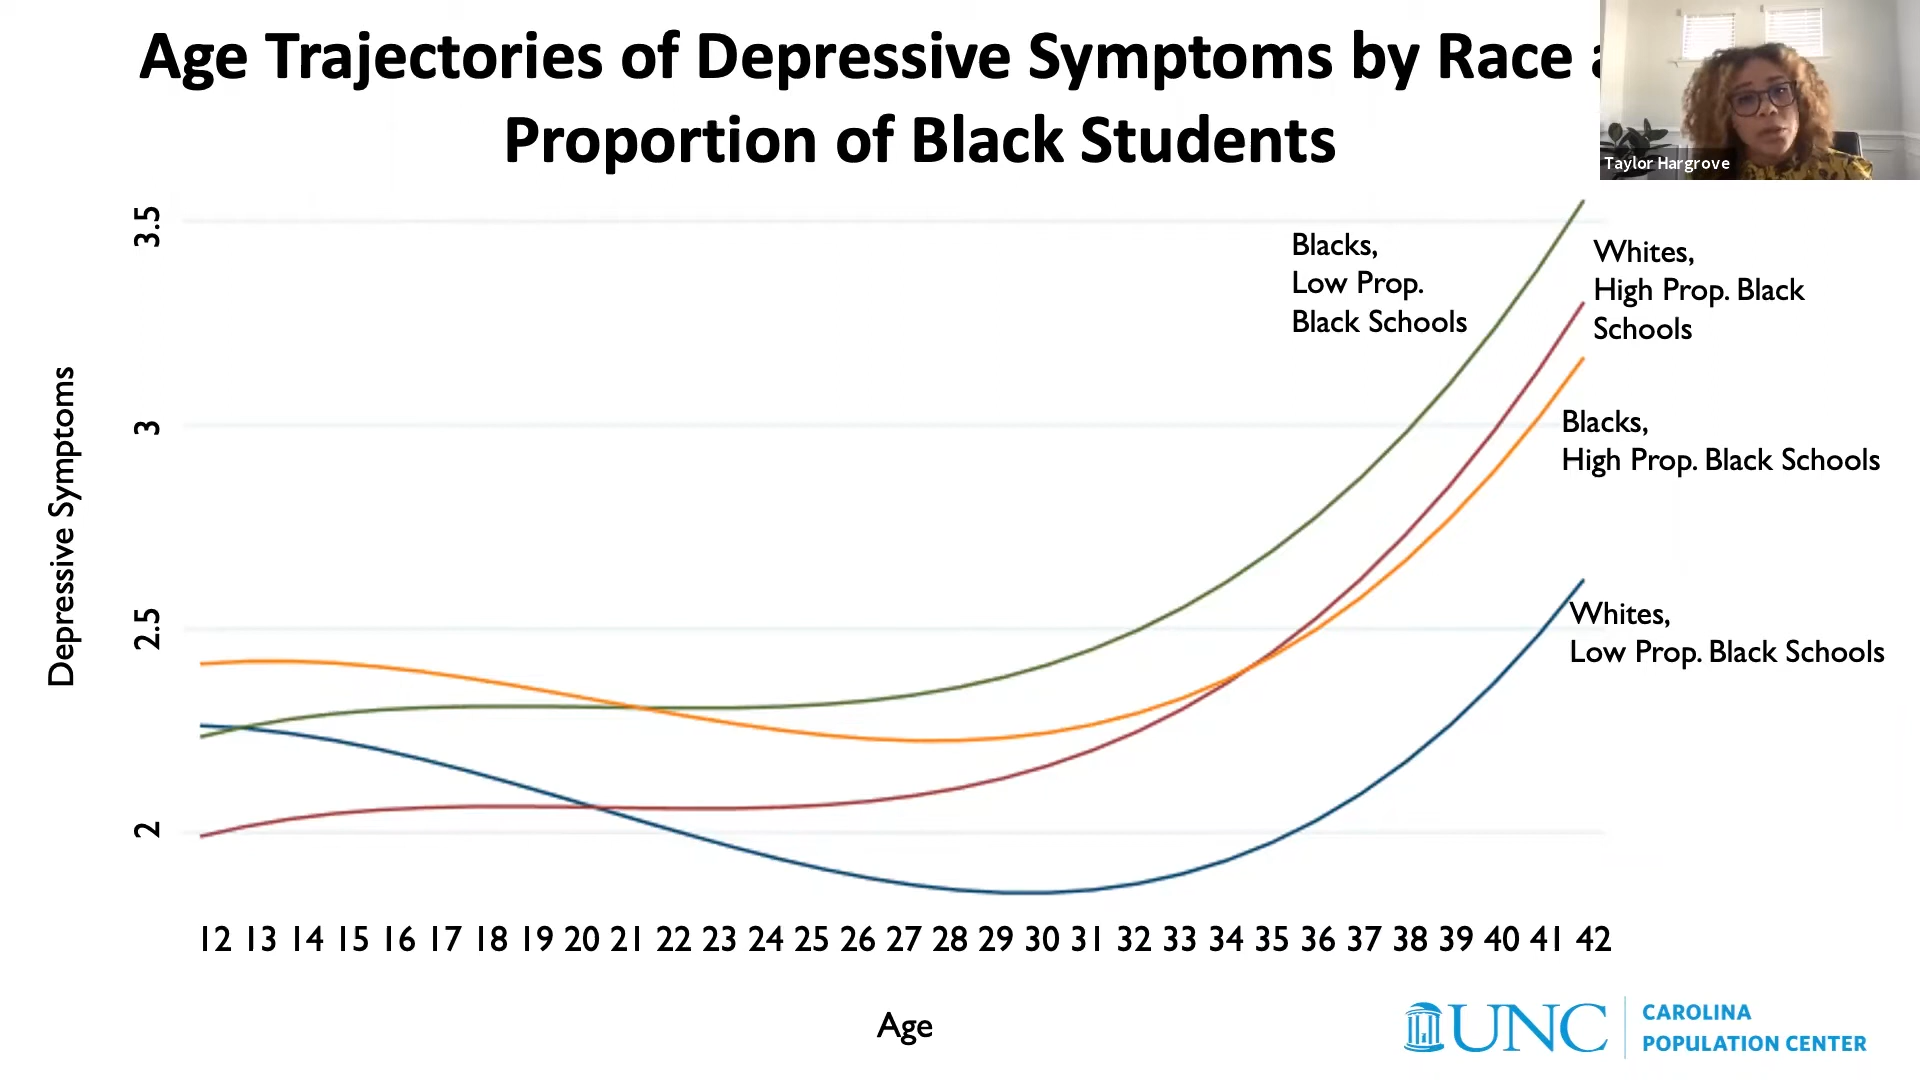 Age Trajectories of Depressive Symptoms by Race
Proportion of Black Students
Taylor Hargrove
3.5
3
2.5
2
Depressive Symptoms
Blacks,
Low Prop.
Black Schools
Whites,
High Prop. Black
Schools
Blacks,
High Prop. Black Schools
Whites,
Low Prop. Black Schools
12 13 14 15 16 17 18 19 20 21 22 23 24 25 26 27 28 29 30 31 32 33 34 35 36 37 38 39 40 41 42
Age
UNC
CAROLINA
POPULATION CENTER